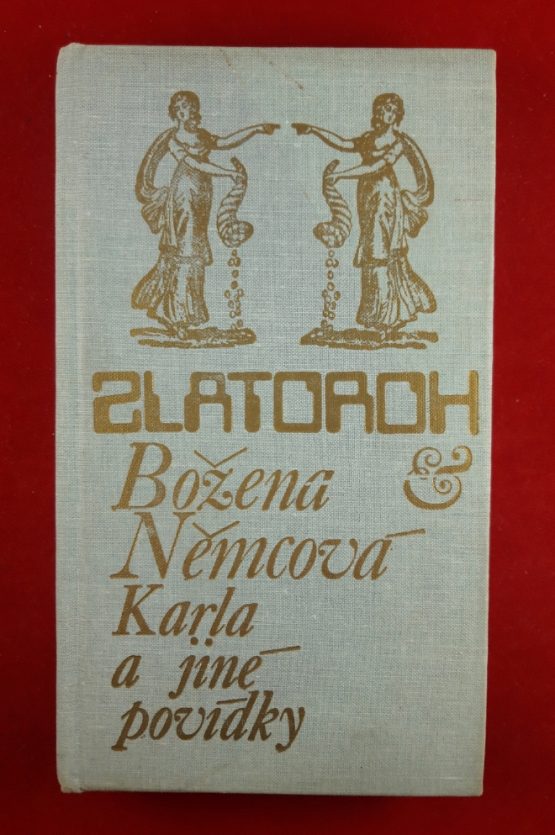 ZLATOROH
&
Božena
Němcová
Karla
a jiné
povídky